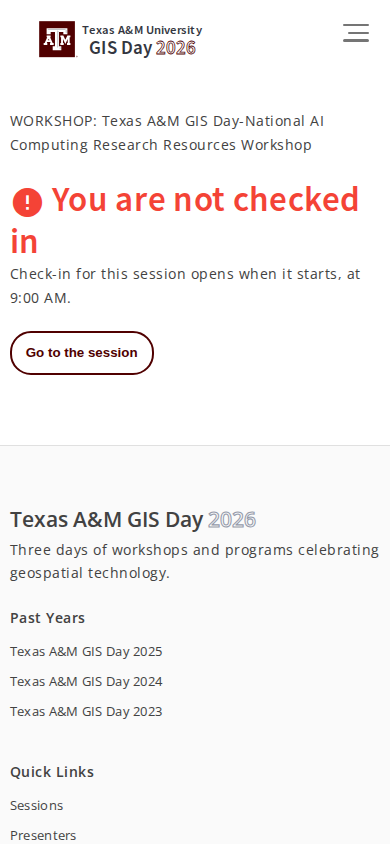 Texas A&M University
GIS Day 2026
WORKSHOP: Texas A&M GIS Day-National AI
Computing Research Resources Workshop
You are not checked
in
Check-in for this session opens when it starts, at
9:00 AM.
Go to the session
Texas A&M GIS Day 2026
Three days of workshops and programs celebrating
geospatial technology.
Past Years
Texas A&M GIS Day 2025
Texas A&M GIS Day 2024
Texas A&M GIS Day 2023
Quick Links
Sessions
Presenters